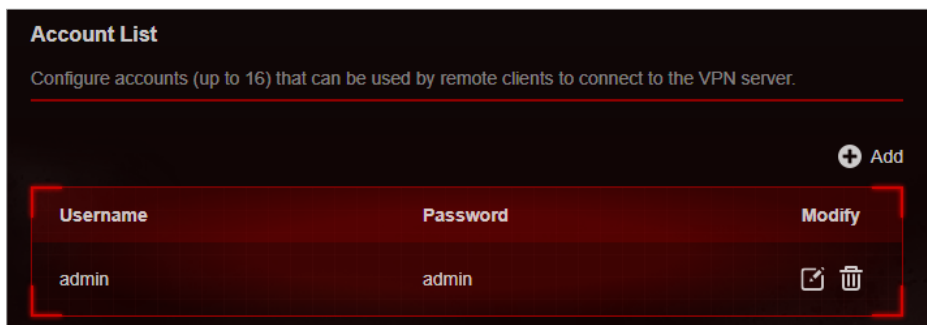 Account List
Configure accounts (up to 16) that can be used by remote clients to connect to the VPN server.
Add
Username Password Modify
admin admin